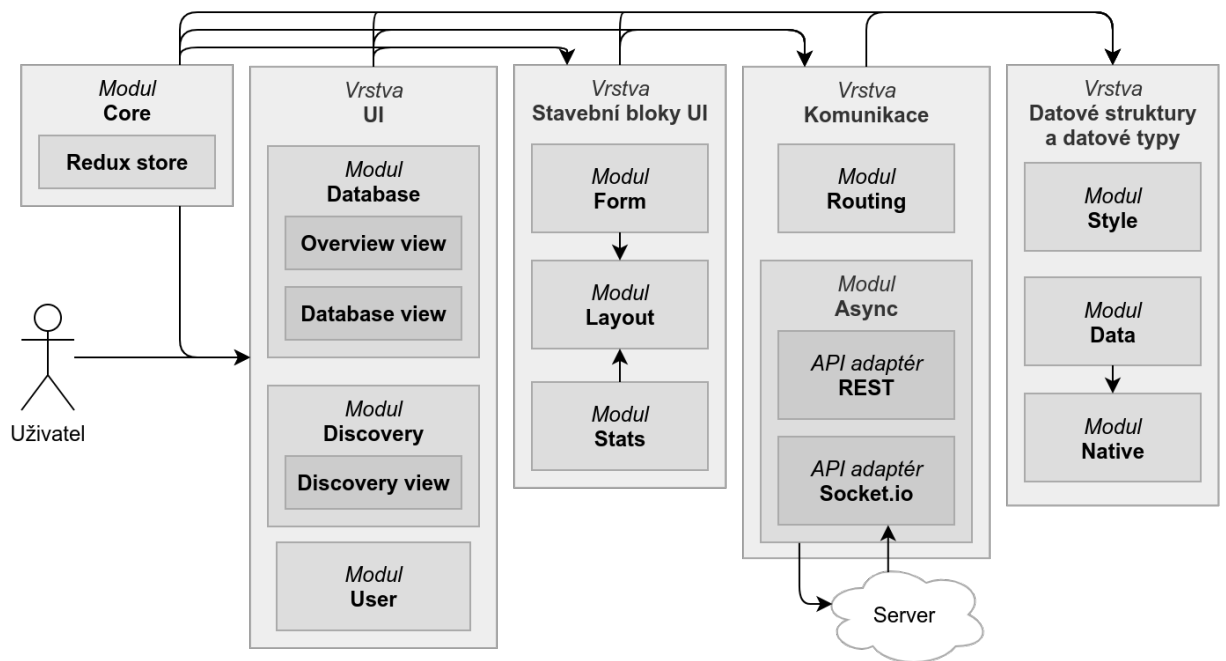 Modul
Core
Redux store
Uživatel
Vrstva
UI
Modul
Database
Overview view
Database view
Modul
Discovery
Discovery view
Modul
User
Vrstva
Stavební bloky UI
Modul
Form
Modul
Layout
Modul
Stats
Vrstva
Komunikace
Modul
Routing
Modul
Async
API adaptér
REST
API adaptér
Socket.io
Server
Vrstva
Datové struktury
a datové typy
Modul
Style
Modul
Data
Modul
Native